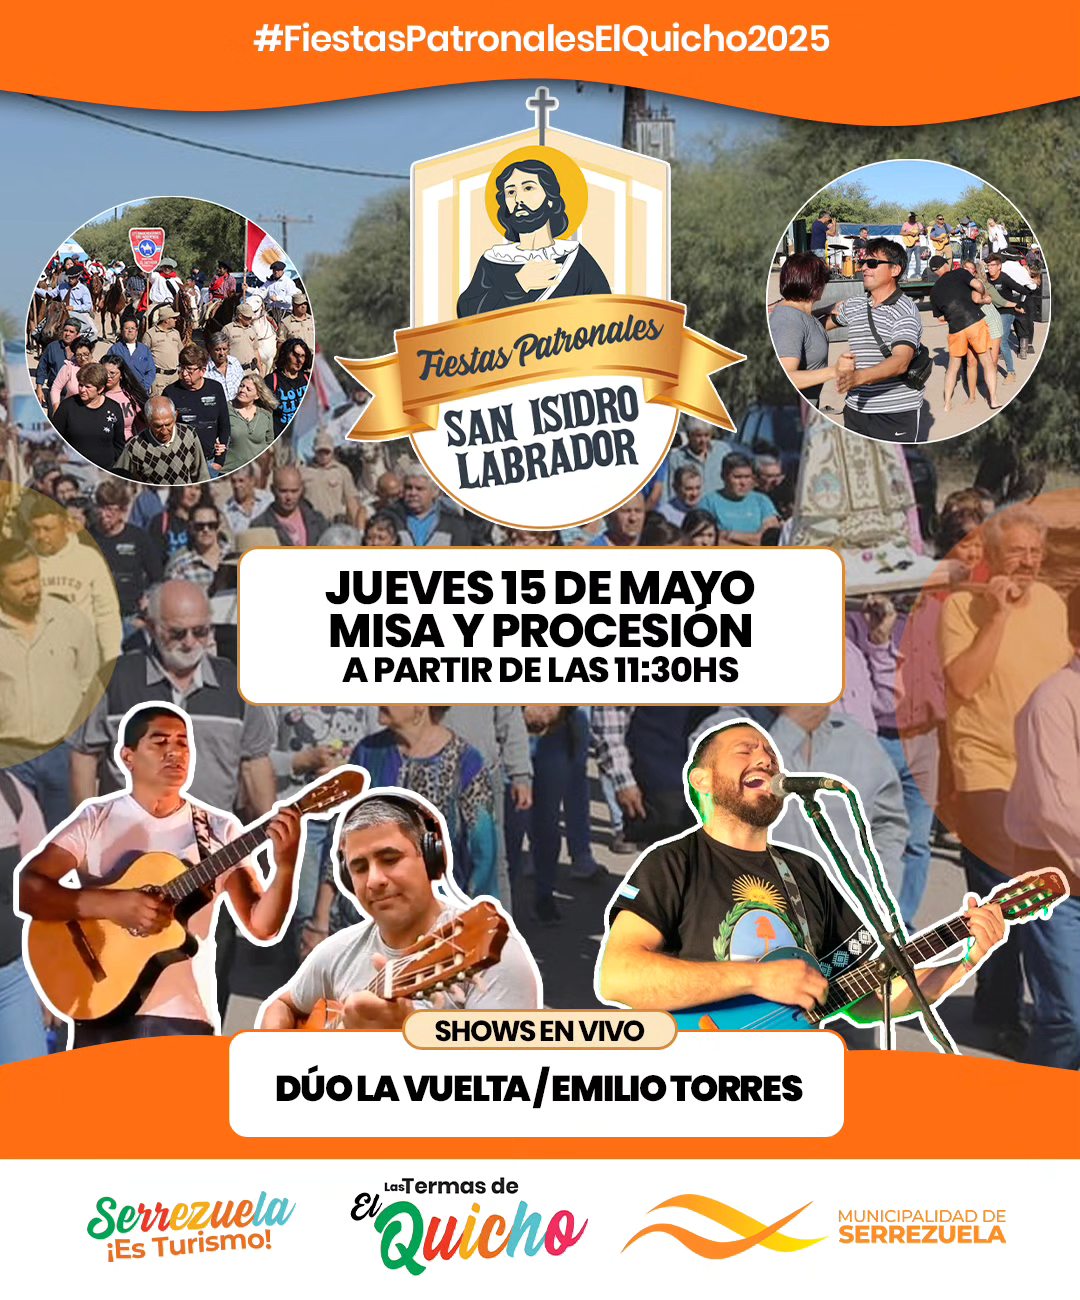 #FiestasPatronalesElQuicho2025
Fiestas Patronales
SAN ISIDRO
LABRADOR
JUEVES 15 DE MAYO
MISA Y PROCESIÓN
A PARTIR DE LAS 11:30HS
SHOWS EN VIVO
DÚO LA VUELTA / EMILIO TORRES
Serrezuela
¡Es Turismo!
Las Termas de
El Quicho
MUNICIPALIDAD DE
SERREZUELA